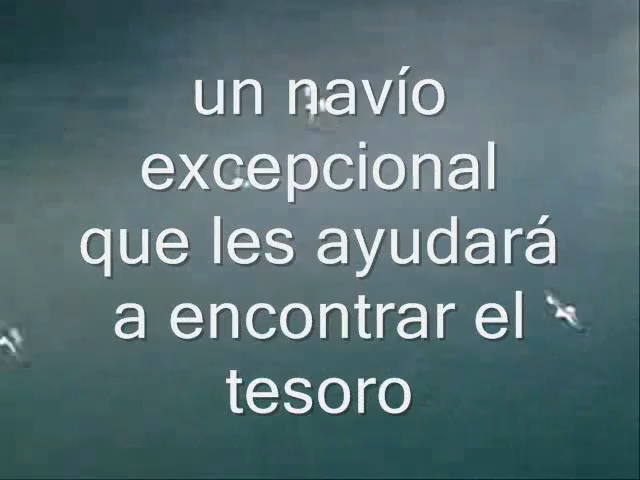 un navío
excepcional
que les ayudará
a encontrar el
tesoro